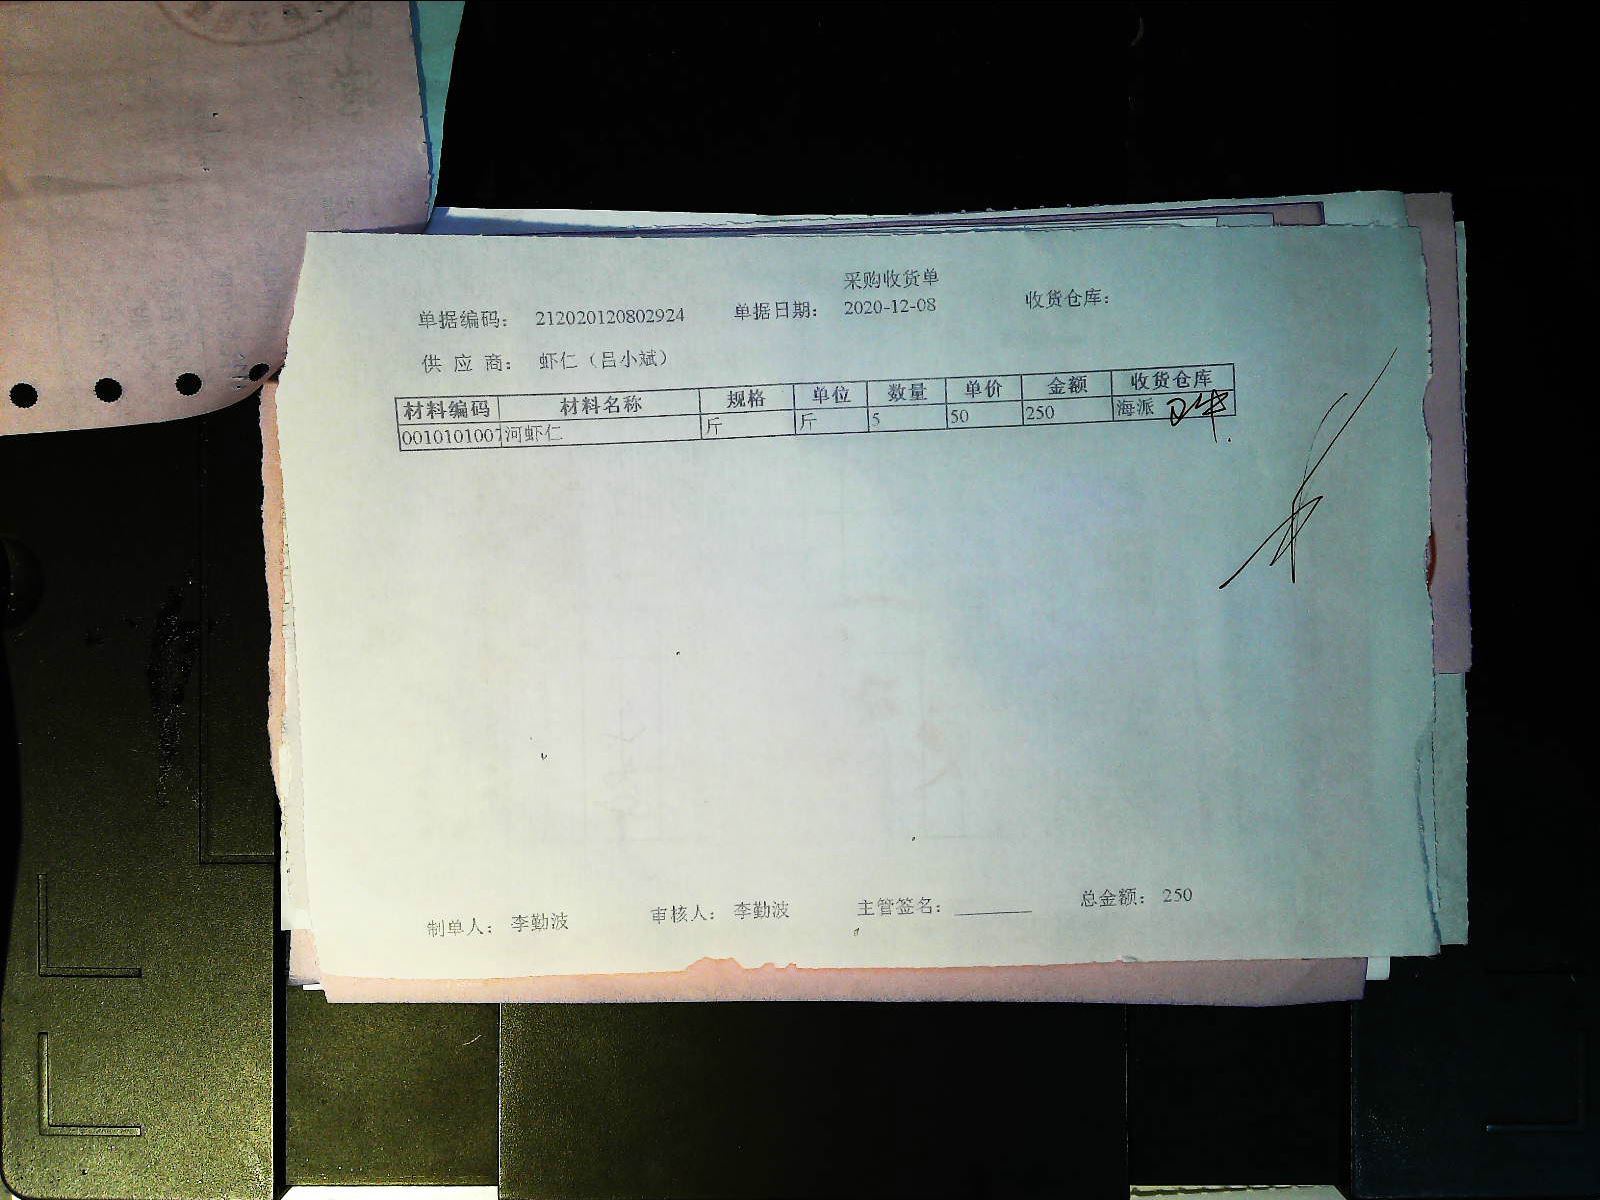 采购收货单
单据编码： 212020120802924 单据日期： 2020-12-08 收货仓库：
供 应 商： 虾仁（吕小斌）
材料编码 材料名称 规格 单位 数量 单价 金额 收货仓库
0010101007 河虾仁 斤 斤 5 50 250 海派
制单人： 李勤波 审核人： 李勤波 主管签名： ________ 总金额： 250